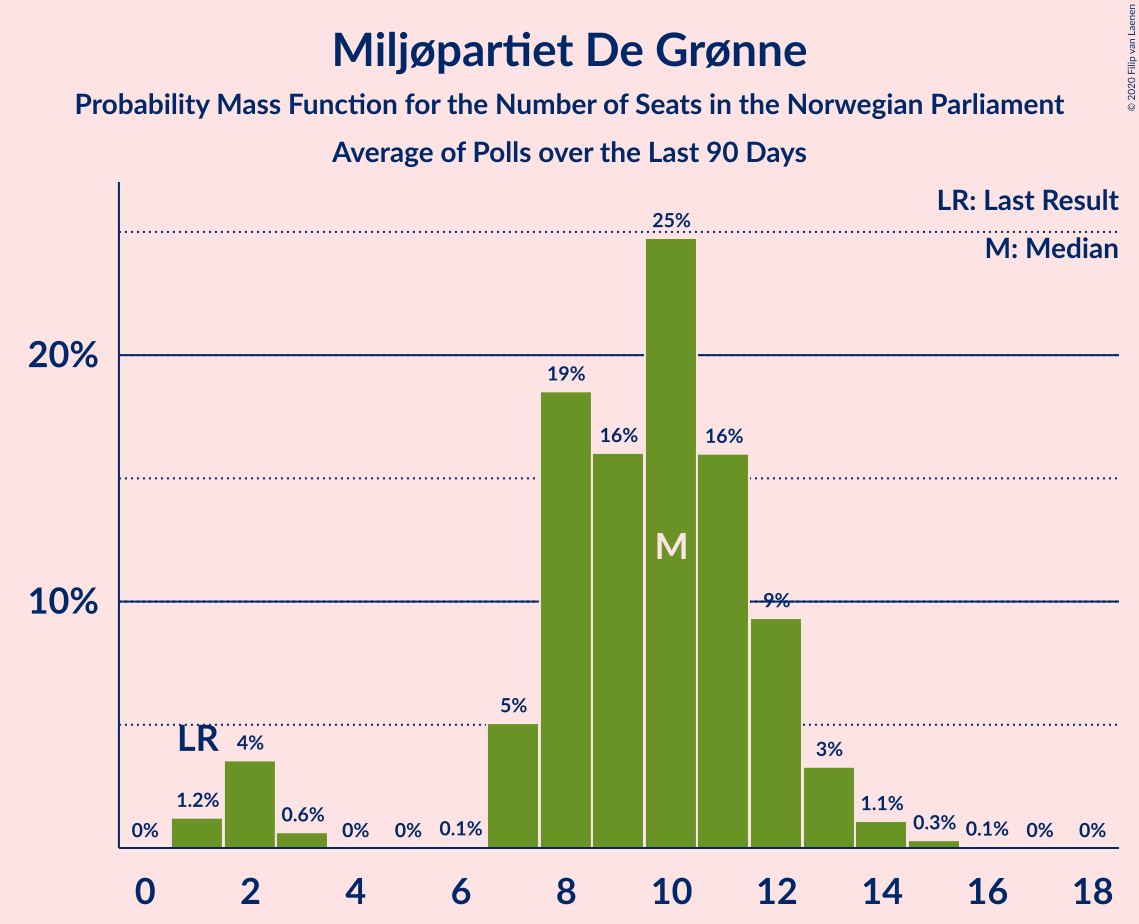 Miljøpartiet De Grønne
Probability Mass Function for the Number of Seats in the Norwegian Parliament
Average of Polls over the Last 90 Days
© 2020 Filip van Laenen
LR: Last Result
M: Median
25%
20%
19%
16%
16%
M
10%
9%
5%
LR
4%
3%
1.2%
1.1%
0.6%
0.3%
0%
0%
0%
0.1%
0.1%
0%
0%
0 2 4 6 8 10 12 14 16 18